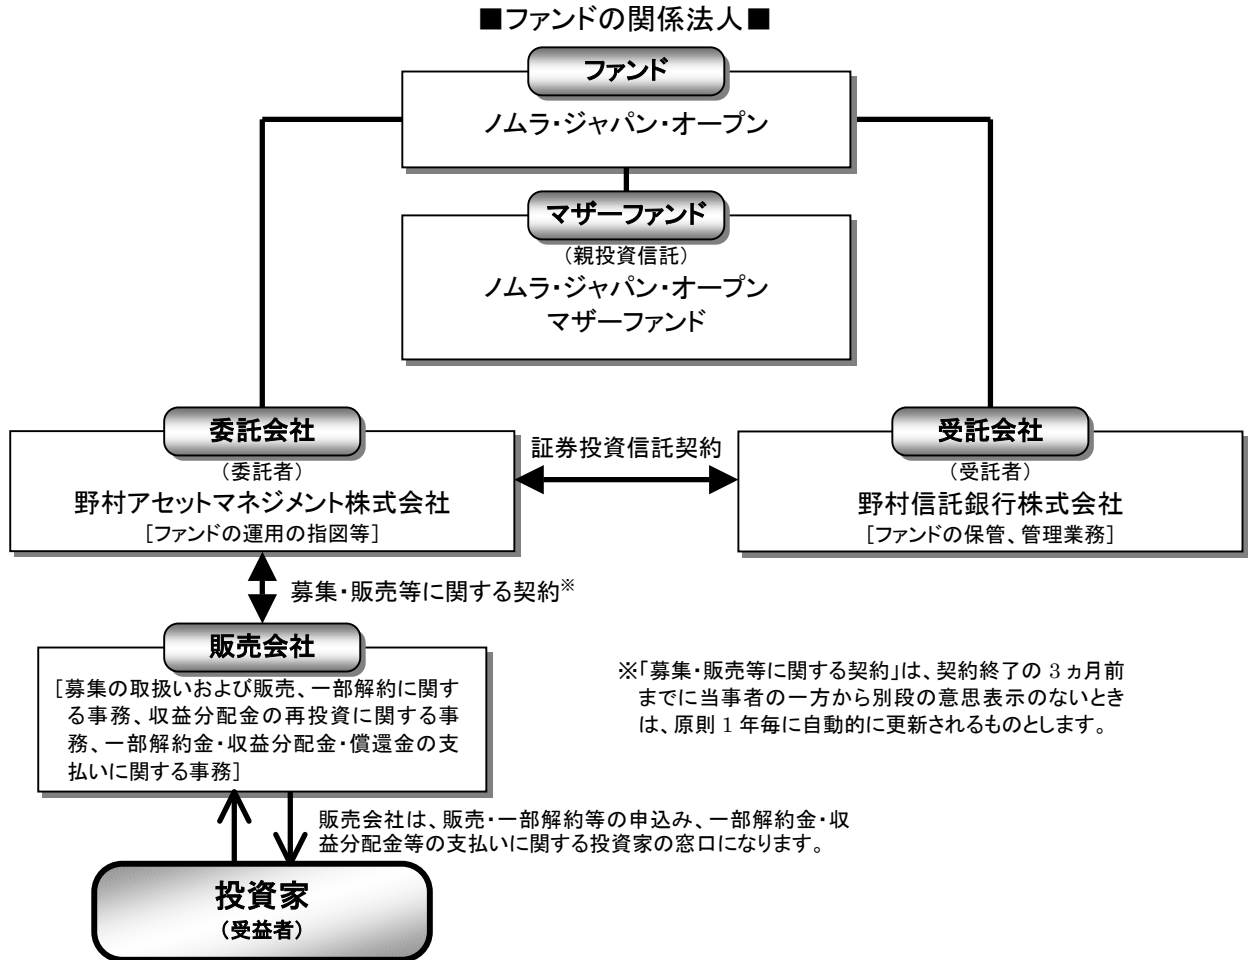 ■ファンドの関係法人■
ファンド
ノムラ・ジャパン・オープン
マザーファンド
（親投資信託）
ノムラ・ジャパン・オープン
マザーファンド
委託会社
（委託者）
野村アセットマネジメント株式会社
[ファンドの運用の指図等]
証券投資信託契約
受託会社
（受託者）
野村信託銀行株式会社
[ファンドの保管、管理業務]
募集・販売等に関する契約※
販売会社
[募集の取扱いおよび販売、一部解約に関す
る事務、収益分配金の再投資に関する事
務、一部解約金・収益分配金・償還金の支
払いに関する事務]
※「募集・販売等に関する契約」は、契約終了の 3 ヵ月前
までに当事者の一方から別段の意思表示のないとき
は、原則 1 年毎に自動的に更新されるものとします。
販売会社は、販売・一部解約等の申込み、一部解約金・収
益分配金等の支払いに関する投資家の窓口になります。
投資家
（受益者）